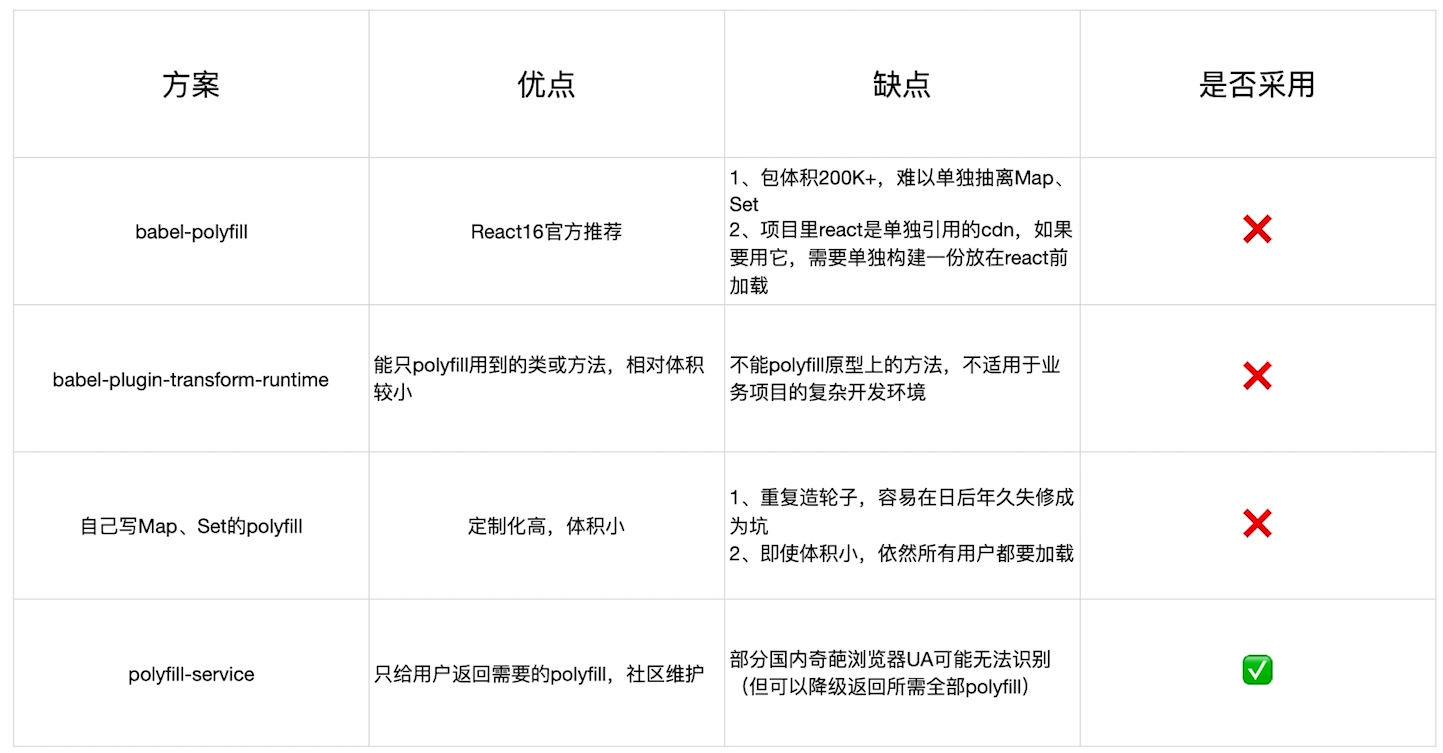 方案
优点
缺点
是否采用
babel-polyfill
React16官方推荐
1、包体积200K+，难以单独抽离Map、
Set
2、项目里react是单独引用的cdn，如果
要用它，需要单独构建一份放在react前
加载
babel-plugin-transform-runtime
能只polyfill用到的类或方法，相对体积
较小
不能polyfill原型上的方法，不适用于业
务项目的复杂开发环境
自己写Map、Set的polyfill
定制化高，体积小
1、重复造轮子，容易在日后年久失修成
为坑
2、即使体积小，依然所有用户都要加载
polyfill-service
只给用户返回需要的polyfill，社区维护
部分国内奇葩浏览器UA可能无法识别
（但可以降级返回所需全部polyfill）